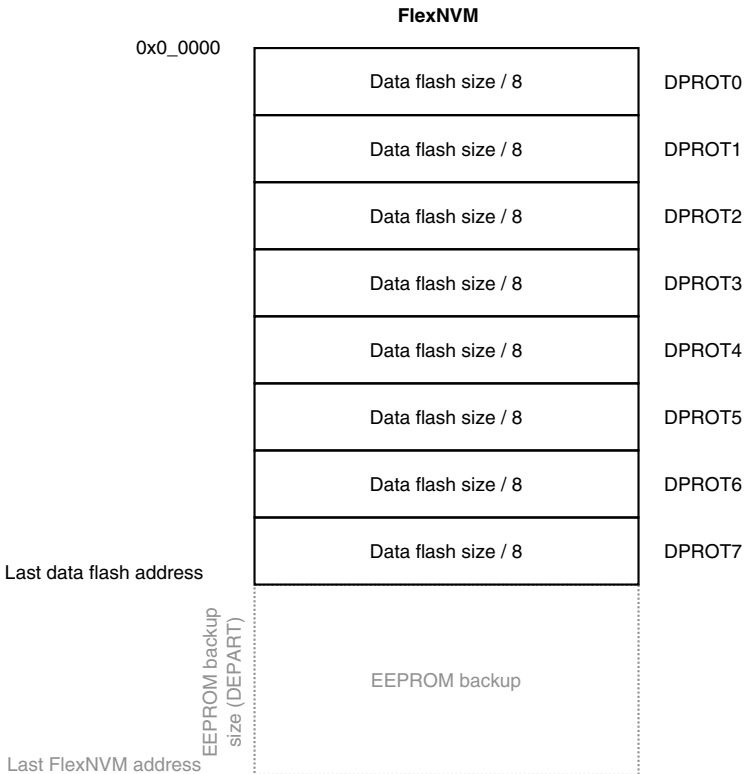 FlexNVM
0x0_0000
Data flash size / 8 DPROT0
Data flash size / 8 DPROT1
Data flash size / 8 DPROT2
Data flash size / 8 DPROT3
Data flash size / 8 DPROT4
Data flash size / 8 DPROT5
Data flash size / 8 DPROT6
Data flash size / 8 DPROT7
Last data flash address
EEPROM backup
size (DEPART)
EEPROM backup
Last FlexNVM address